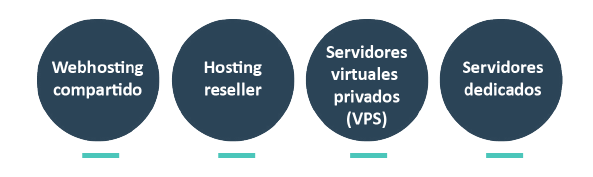 Webhosting
compartido
Hosting
reseller
Servidores
virtuales
privados
(VPS)
Servidores
dedicados